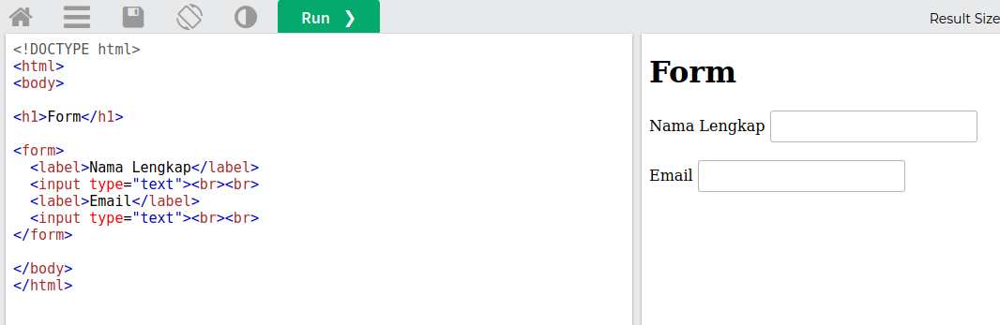 Run ❯
Result Size
<!DOCTYPE html>
<html>
<body>
<h1>Form</h1>
<form>
<label>Nama Lengkap</label>
<input type="text"><br><br>
<label>Email</label>
<input type="text"><br><br>
</form>
</body>
</html>
Form
Nama Lengkap
Email